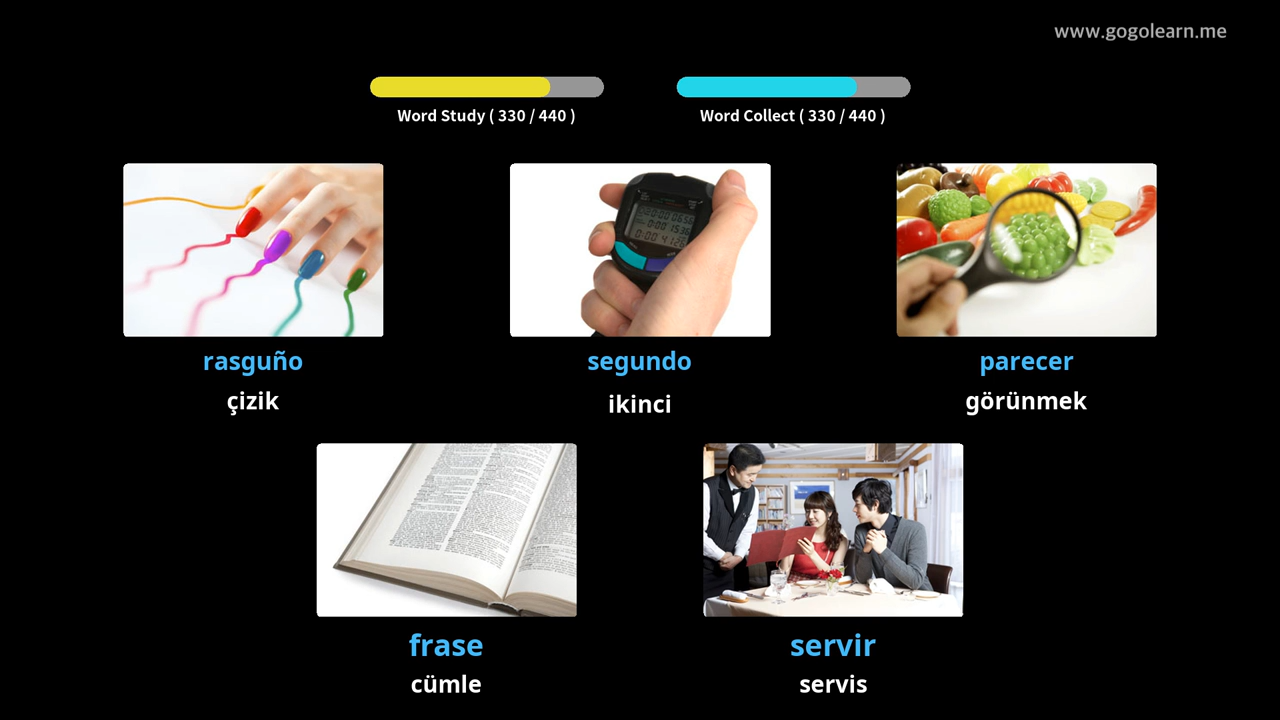 www.gogolearn.me
Word Study ( 330 / 440 )
Word Collect ( 330 / 440 )
rasguño
çizik
segundo
ikinci
parecer
görünmek
frase
cümle
servir
servis